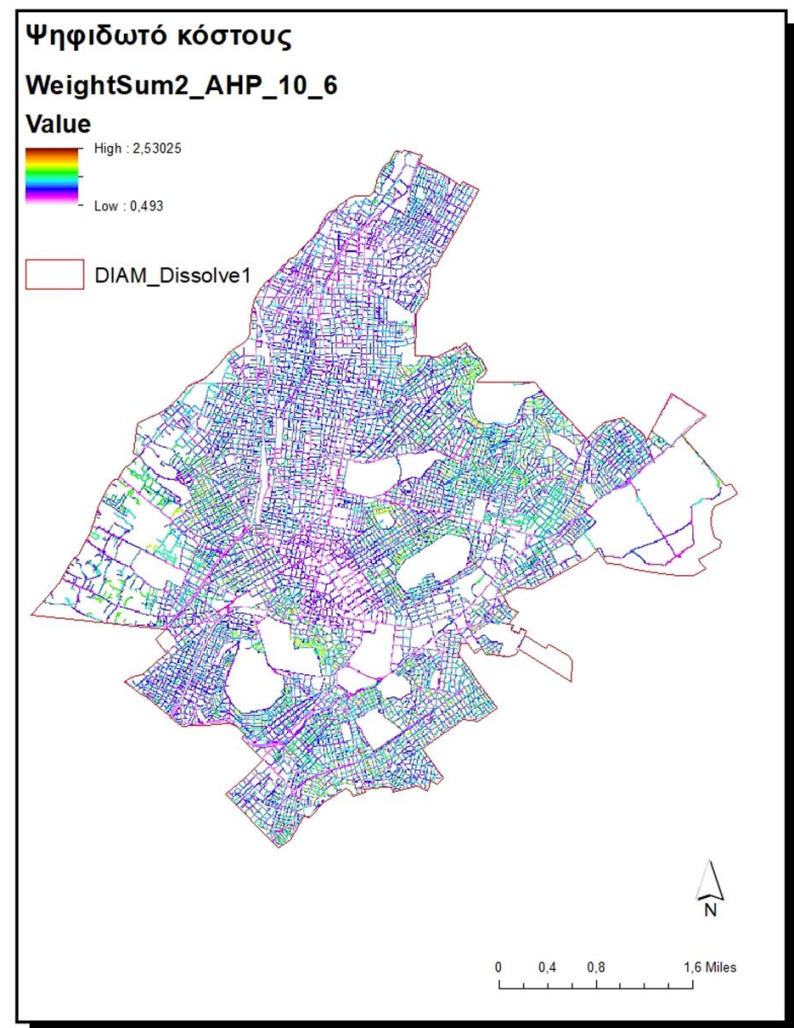 Ψηφιδωτό κόστους
WeightSum2_AHP_10_6
Value
High : 2,53025
Low : 0,493
DIAM_Dissolve1
N
0 0,4 0,8 1,6 Miles